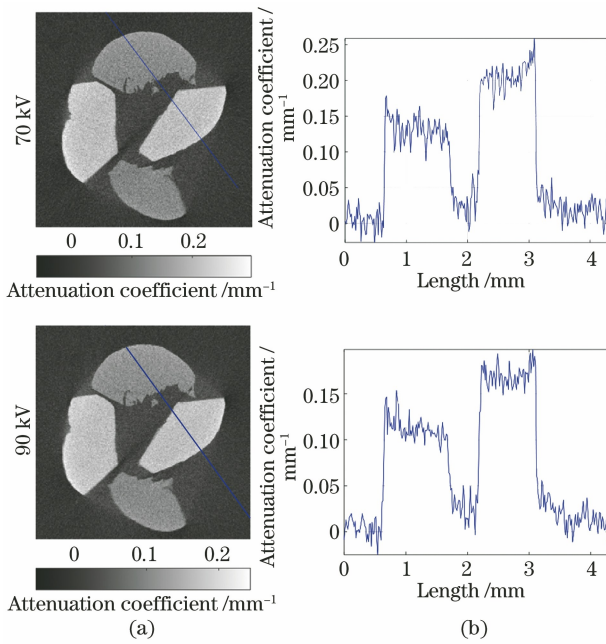 70 kV
0 0.1 0.2
Attenuation coefficient /mm⁻¹
Attenuation coefficient /
mm⁻¹
0.25
0.20
0.15
0.10
0.05
0
0 1 2 3 4
Length /mm
90 kV
0 0.1 0.2
Attenuation coefficient /mm⁻¹
(a)
Attenuation coefficient /
mm⁻¹
0.15
0.10
0.05
0
0 1 2 3 4
Length /mm
(b)